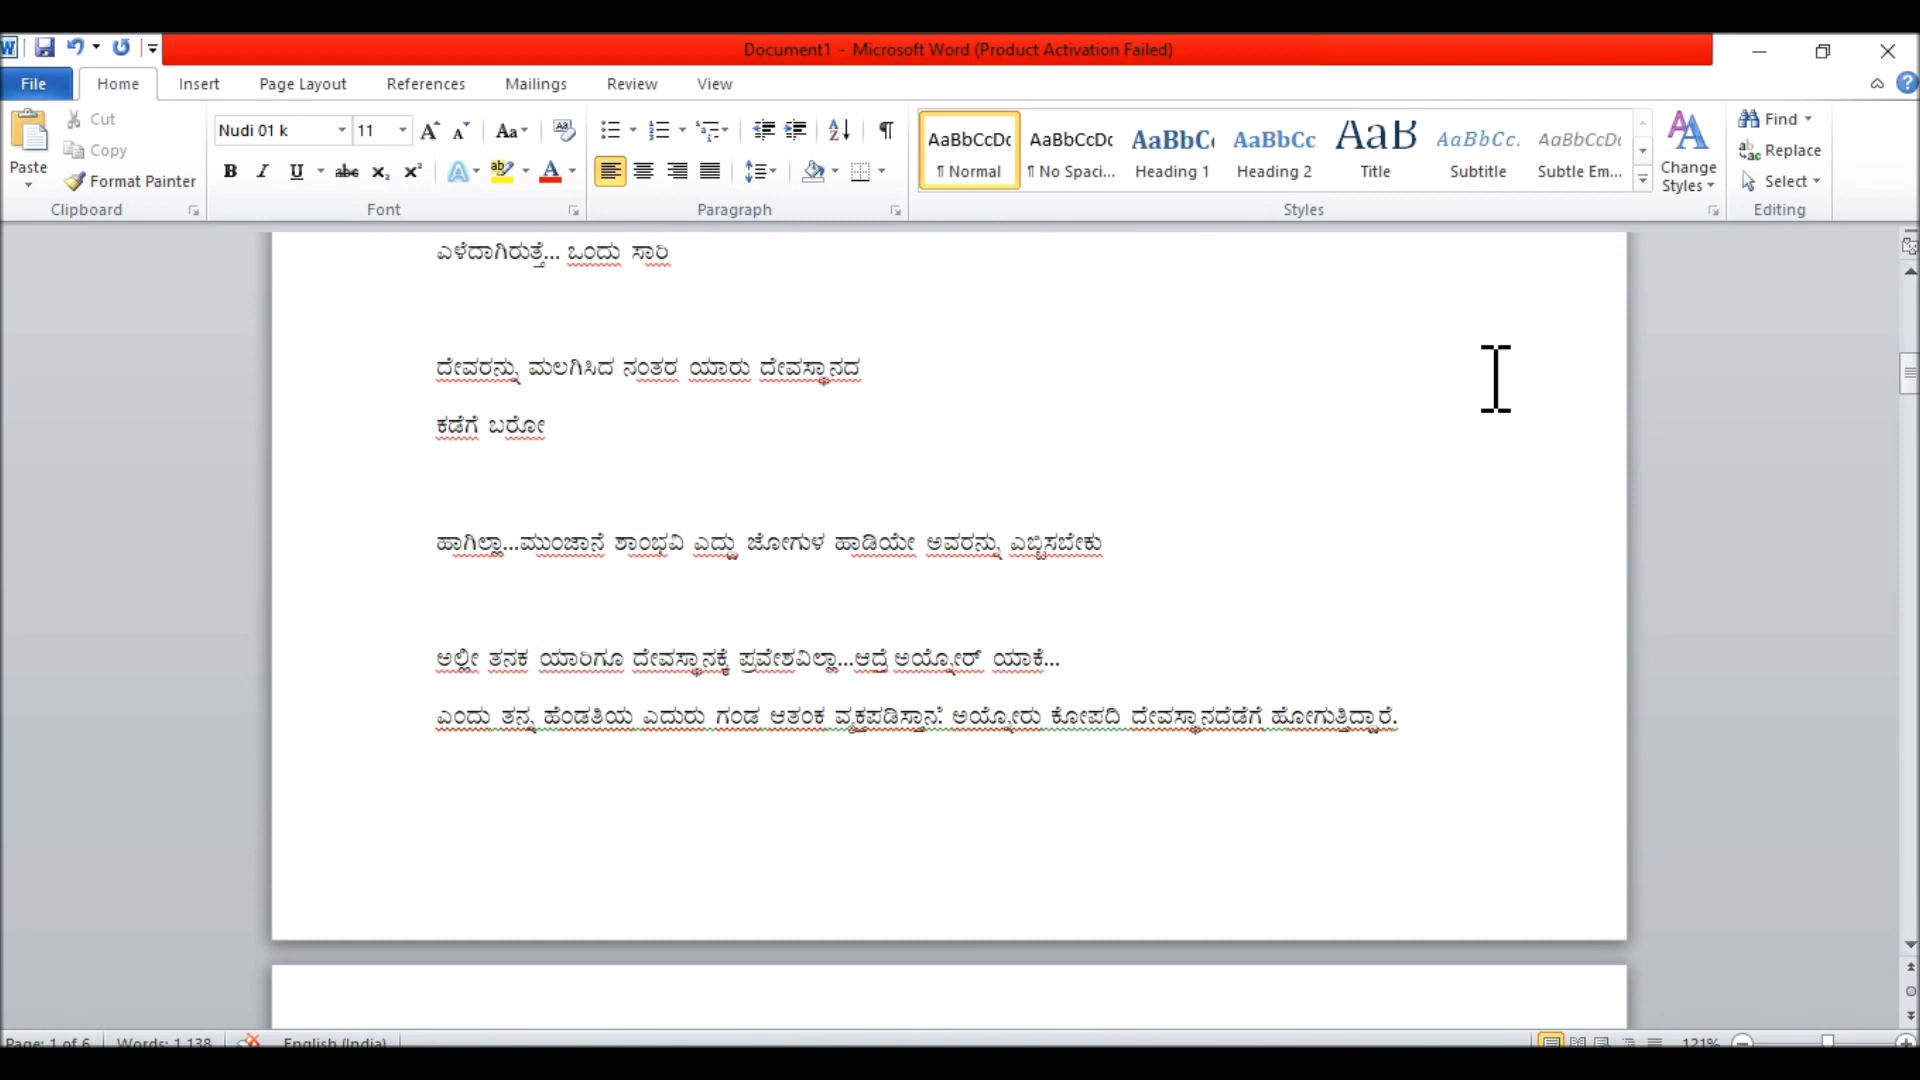 Document1 - Microsoft Word (Product Activation Failed)
File Home Insert Page Layout References Mailings Review View
Cut
Copy
Paste
Format Painter
Clipboard
Nudi 01 k 11
Font
Paragraph
AaBbCcDc AaBbCcDc AaBbC AaBbCc AaB AaBbCc. AaBbCcDc
¶ Normal ¶ No Spaci... Heading 1 Heading 2 Title Subtitle Subtle Em...
Styles
Change Styles
Find
Replace
Select
Editing
ಎಳೆದಾಗಿರುತ್ತೆ... ಒಂದು ಸಾರಿ
ದೇವರನ್ನು ಮಲಗಿಸಿದ ನಂತರ ಯಾರು ದೇವಸ್ಥಾನದ
ಕಡೆಗೆ ಬರೋ
ಹಾಗಿಲ್ಲಾ...ಮುಂಜಾನೆ ಶಾಂಭವಿ ಎದ್ದು ಜೋಗುಳ ಹಾಡಿಯೇ ಅವರನ್ನು ಎಬ್ಬಿಸಬೇಕು
ಅಲ್ಲೀ ತನಕ ಯಾರಿಗೂ ದೇವಸ್ಥಾನಕ್ಕೆ ಪ್ರವೇಶವಿಲ್ಲಾ...ಆದ್ರೆ ಅಯ್ನೋರ್ ಯಾಕೆ...
ಎಂದು ತನ್ನ ಹೆಂಡತಿಯ ಎದುರು ಗಂಡ ಆತಂಕ ವ್ಯಕ್ತಪಡಿಸ್ತಾನೆ. ಅಯ್ನೋರು ಕೋಪದಿ ದೇವಸ್ಥಾನದೆಡೆಗೆ ಹೋಗುತ್ತಿದ್ದಾರೆ.
Page: 1 of 6 Words: 1,138 English (India) 121%